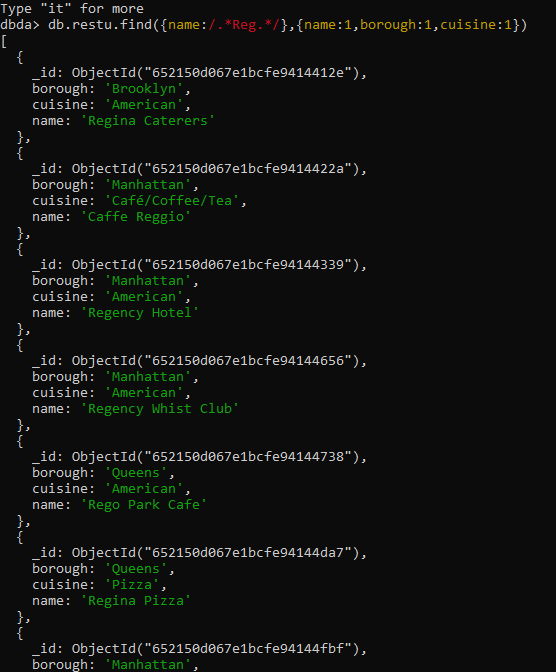 Type "it" for more
dbda> db.restu.find({name:/.*Reg.*/},{name:1,borough:1,cuisine:1})
[
  {
    _id: ObjectId("652150d067e1bcfe9414412e"),
    borough: 'Brooklyn',
    cuisine: 'American',
    name: 'Regina Caterers'
  },
  {
    _id: ObjectId("652150d067e1bcfe9414422a"),
    borough: 'Manhattan',
    cuisine: 'Café/Coffee/Tea',
    name: 'Caffe Reggio'
  },
  {
    _id: ObjectId("652150d067e1bcfe94144339"),
    borough: 'Manhattan',
    cuisine: 'American',
    name: 'Regency Hotel'
  },
  {
    _id: ObjectId("652150d067e1bcfe94144656"),
    borough: 'Manhattan',
    cuisine: 'American',
    name: 'Regency Whist Club'
  },
  {
    _id: ObjectId("652150d067e1bcfe94144738"),
    borough: 'Queens',
    cuisine: 'American',
    name: 'Rego Park Cafe'
  },
  {
    _id: ObjectId("652150d067e1bcfe94144da7"),
    borough: 'Queens',
    cuisine: 'Pizza',
    name: 'Regina Pizza'
  },
  {
    _id: ObjectId("652150d067e1bcfe94144fbf"),
    borough: 'Manhattan',